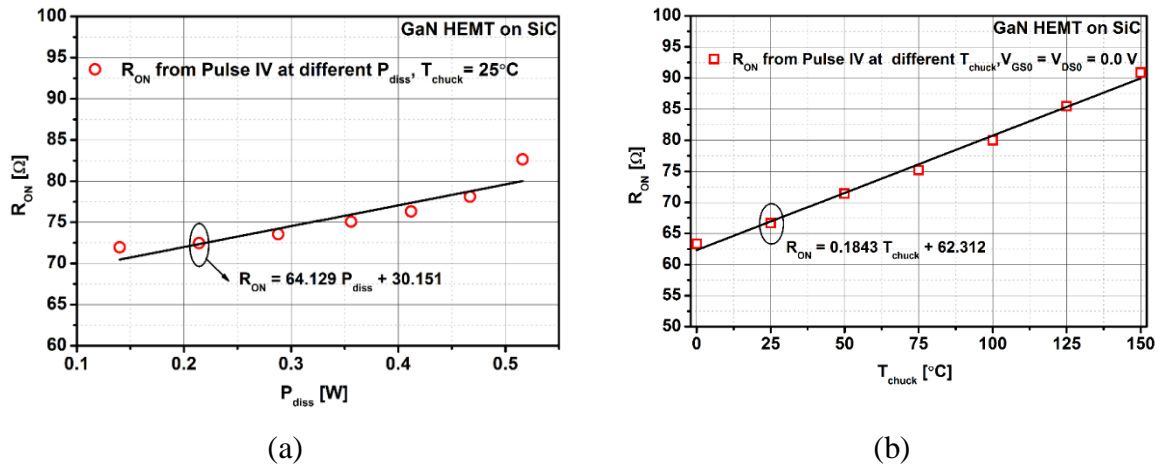 GaN HEMT on SiC
R_ON from Pulse IV at different P_diss, T_chuck = 25°C
R_ON = 64.129 P_diss + 30.151
R_ON [Ω]
100
95
90
85
80
75
70
65
60
0.1 0.2 0.3 0.4 0.5
P_diss [W]
(a)
GaN HEMT on SiC
R_ON from Pulse IV at different T_chuck,V_GS0 = V_DS0 = 0.0 V
R_ON = 0.1843 T_chuck + 62.312
R_ON [Ω]
100
95
90
85
80
75
70
65
60
55
50
0 25 50 75 100 125 150
T_chuck [°C]
(b)